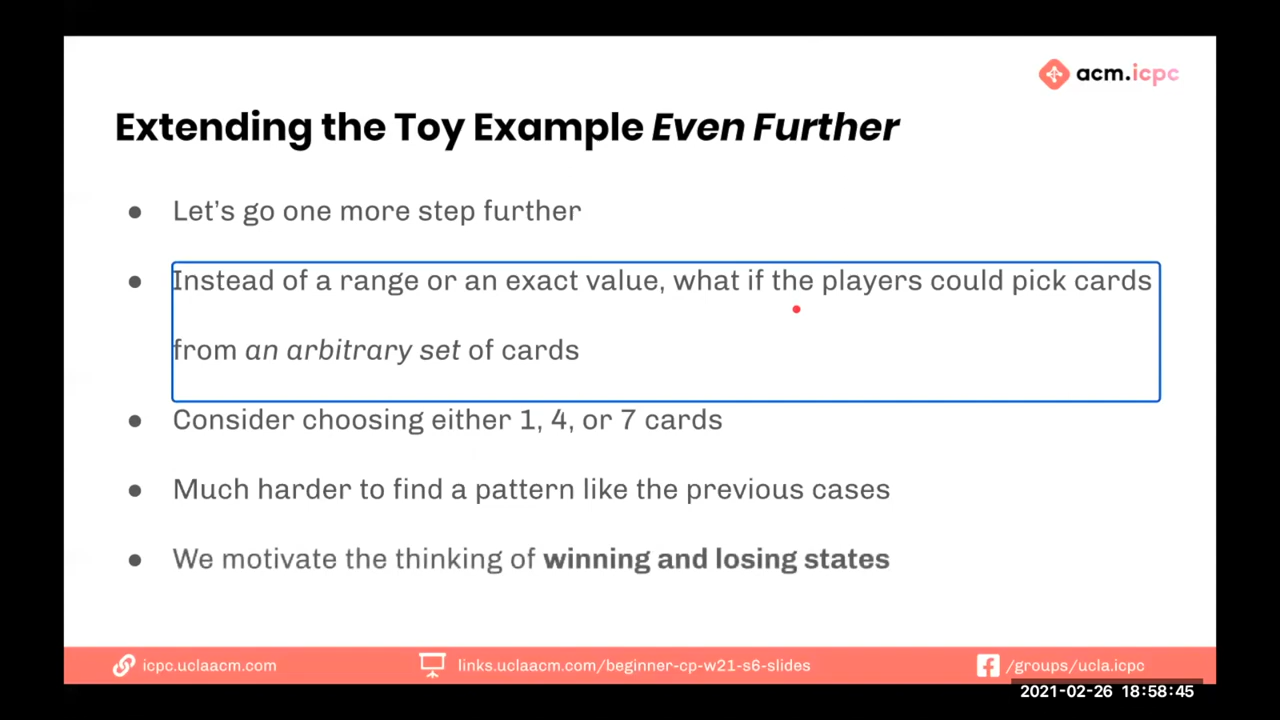 acm.icpc
Extending the Toy Example Even Further
● Let's go one more step further
● Instead of a range or an exact value, what if the players could pick cards
from an arbitrary set of cards
● Consider choosing either 1, 4, or 7 cards
● Much harder to find a pattern like the previous cases
● We motivate the thinking of winning and losing states
icpc.uclaacm.com
links.uclaacm.com/beginner-cp-w21-s6-slides
/groups/ucla.icpc
2021-02-26 18:58:45